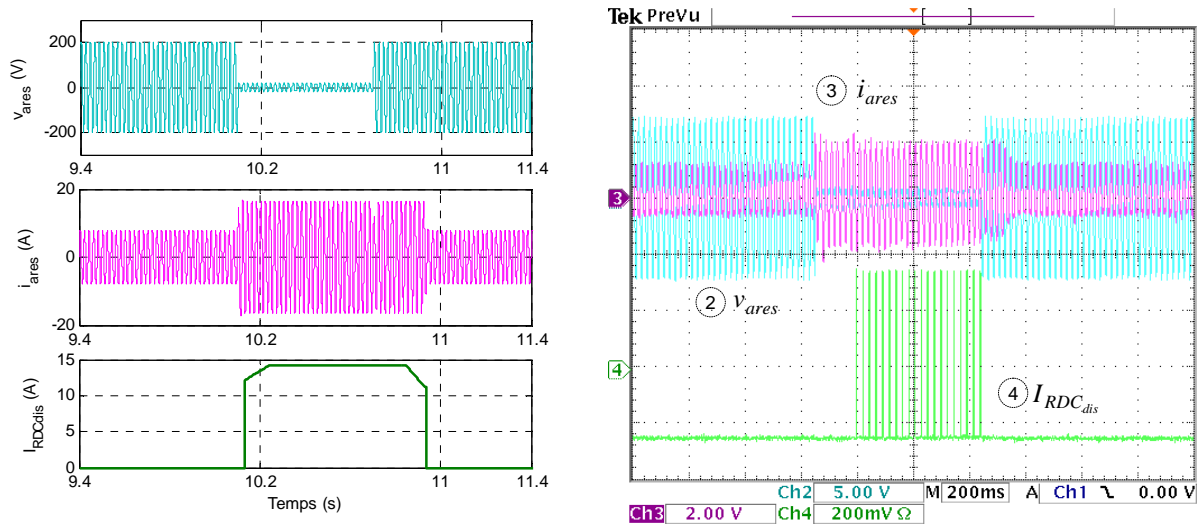 200
0
-200
v_ares (V)
9.4 10.2 11 11.4
20
0
-20
i_ares (A)
9.4 10.2 11 11.4
15
10
5
0
I_RDCdis (A)
9.4 10.2 11 11.4
Temps (s)
Tek PreVu
3 i_ares
3
2 v_ares
4
4 I_RDC_dis
Ch2 5.00 V M 200ms A Ch1 0.00 V
Ch3 2.00 V Ch4 200mV Ω